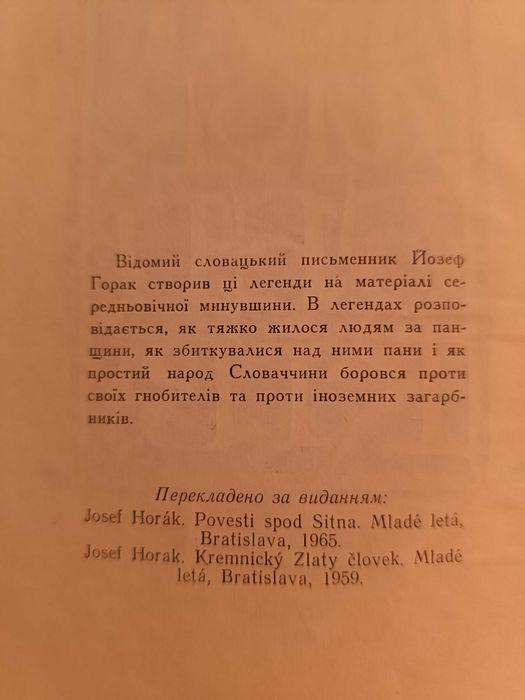 Відомий словацький письменник Йозеф
Горак створив ці легенди на матеріалі се-
редньовічної минувшини. В легендах розпо-
відається, як тяжко жилося людям за пан-
щини, як збиткувалися над ними пани і як
простий народ Словаччини боровся проти
своїх гнобителів та проти іноземних загарб-
ників.
Перекладено за виданням:
Josef Horák. Povesti spod Sitna. Mladé letá,
Bratislava, 1965.
Josef Horak. Kremnický Zlaty človek. Mladé
letá, Bratislava, 1959.